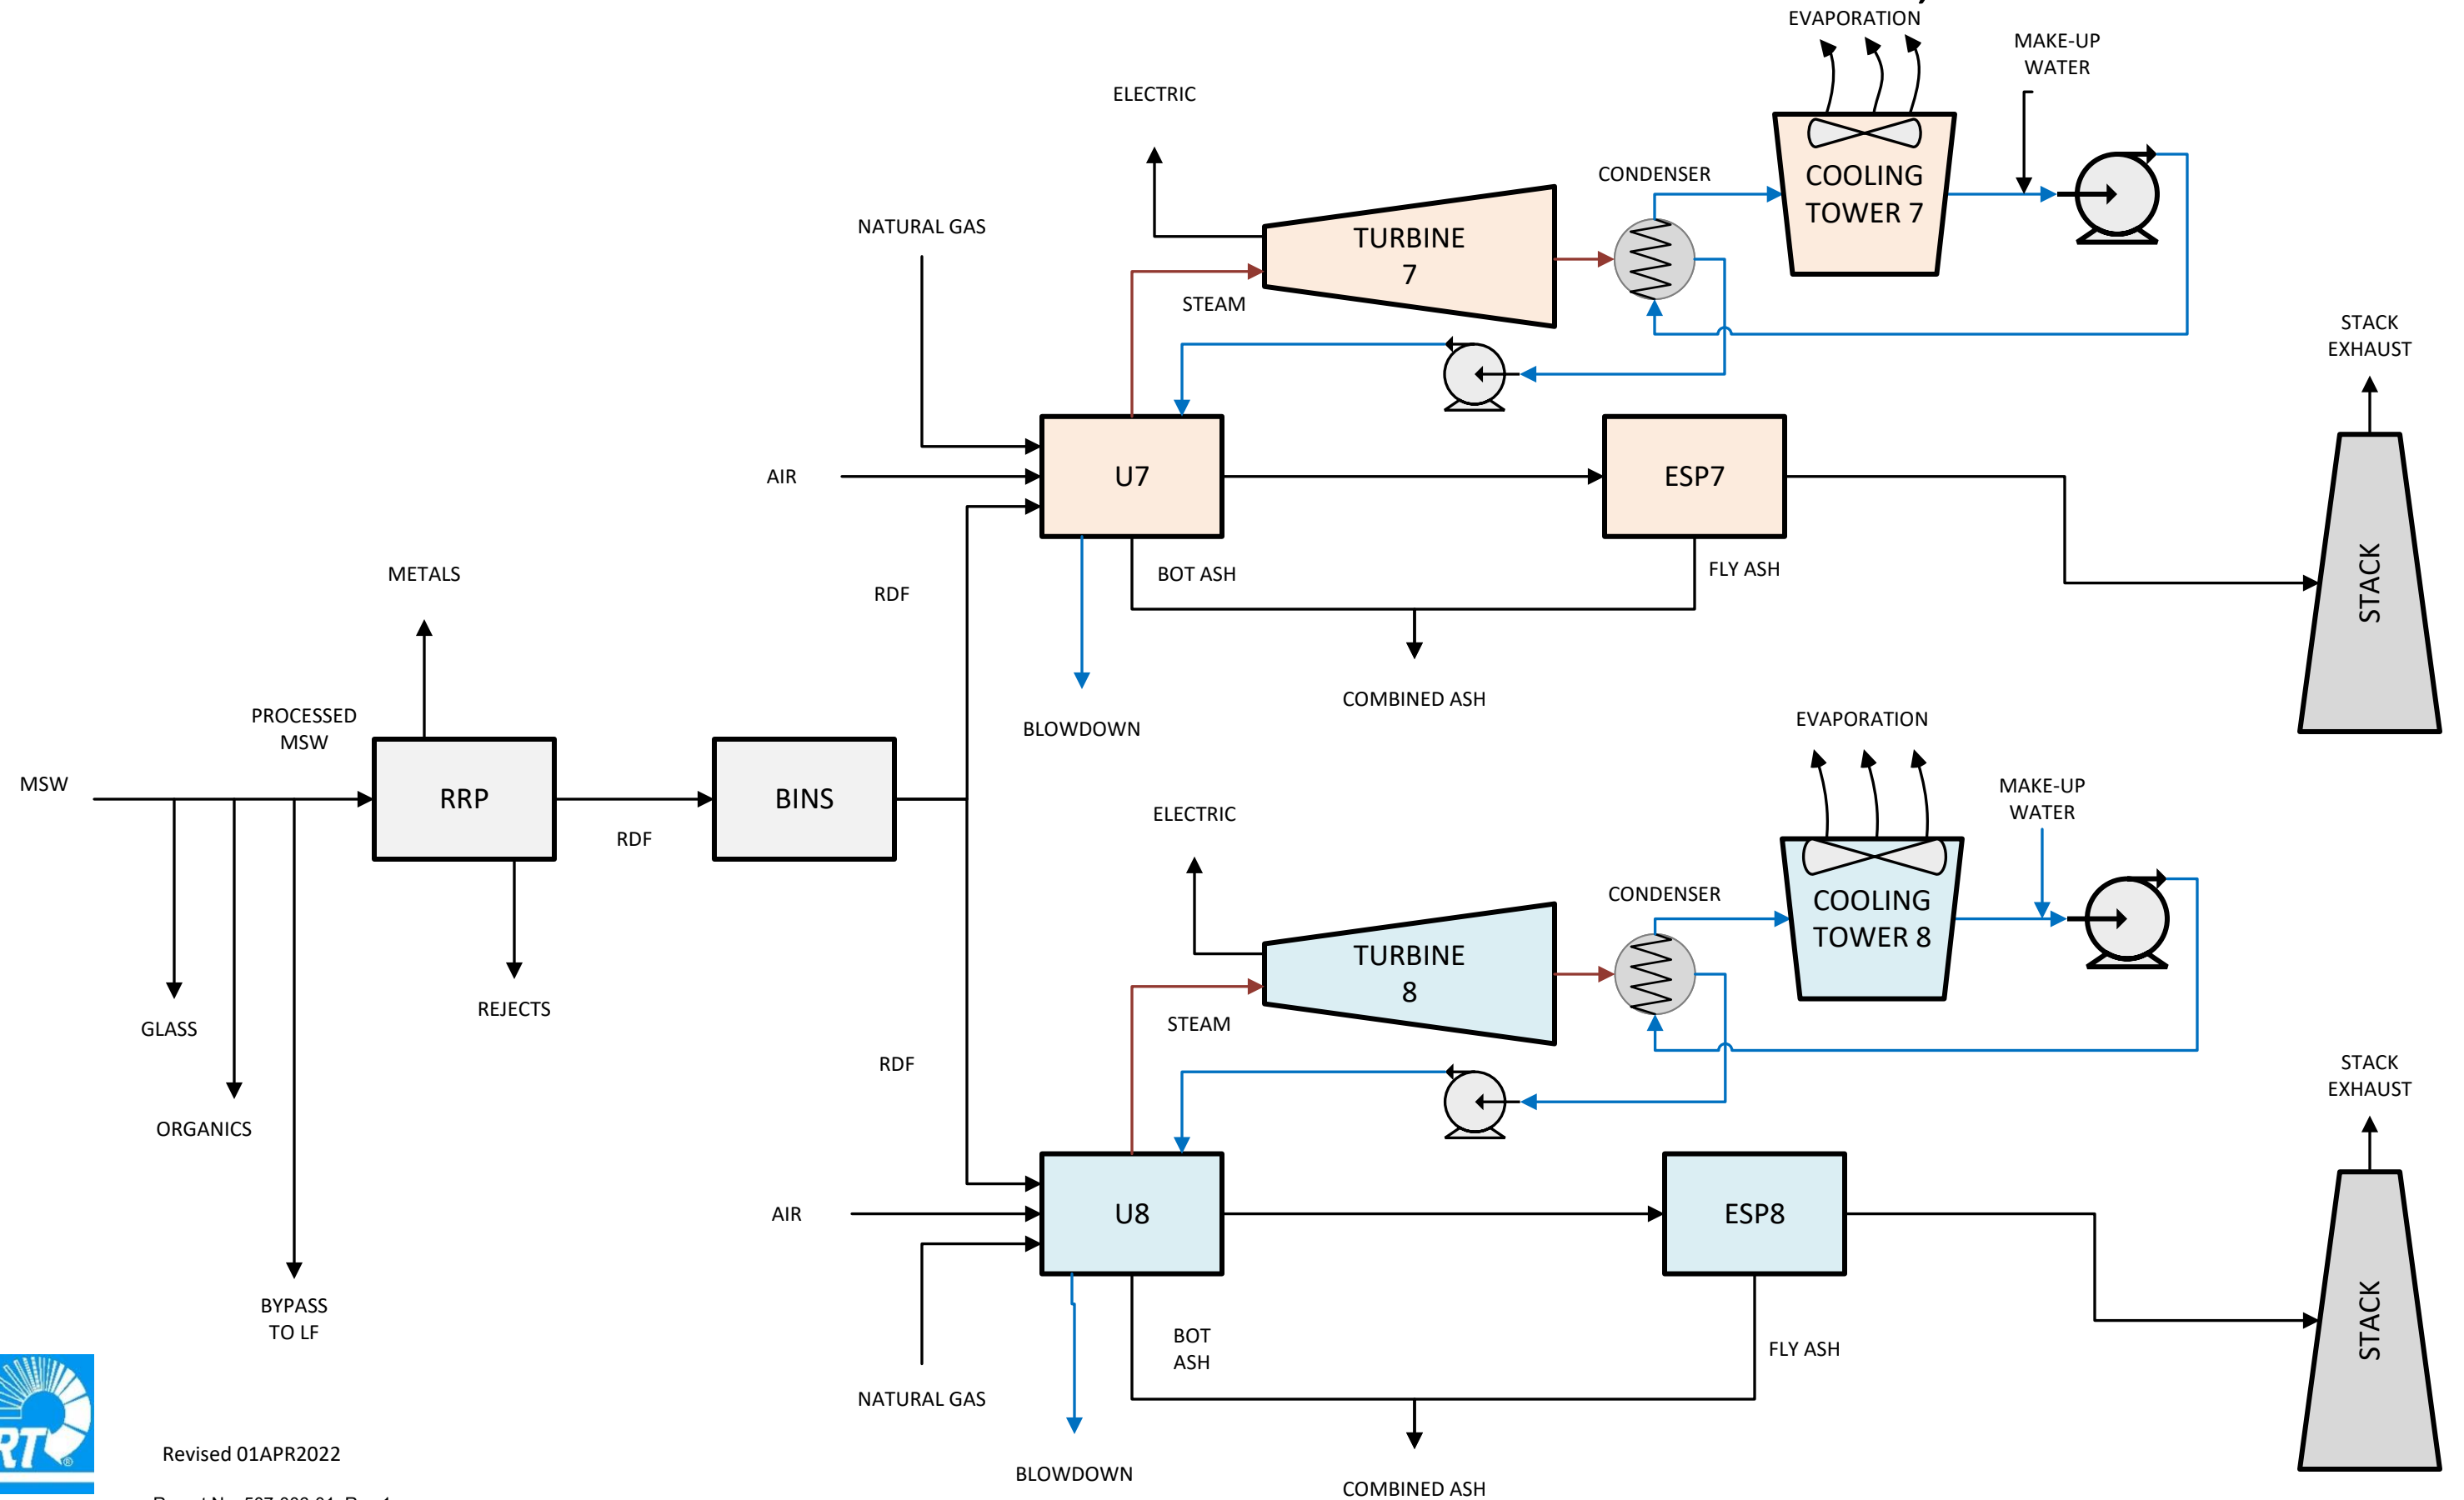 EVAPORATION
MAKE-UP
WATER
ELECTRIC
CONDENSER
COOLING
TOWER 7
NATURAL GAS
TURBINE
7
STEAM
STACK
EXHAUST
AIR
U7
ESP7
STACK
METALS
RDF
BOT ASH
FLY ASH
COMBINED ASH
BLOWDOWN
PROCESSED
MSW
MSW
RRP
RDF
BINS
EVAPORATION
MAKE-UP
WATER
ELECTRIC
CONDENSER
COOLING
TOWER 8
TURBINE
8
STEAM
GLASS
REJECTS
ORGANICS
RDF
STACK
EXHAUST
AIR
U8
ESP8
STACK
BYPASS
TO LF
BOT
ASH
FLY ASH
NATURAL GAS
BLOWDOWN
COMBINED ASH
RT®
Revised 01APR2022